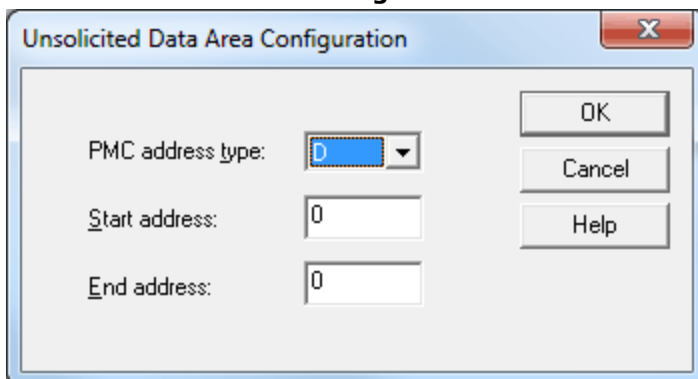 Unsolicited Data Area Configuration
X
OK
PMC address type: D
Cancel
Start address: 0
Help
End address: 0